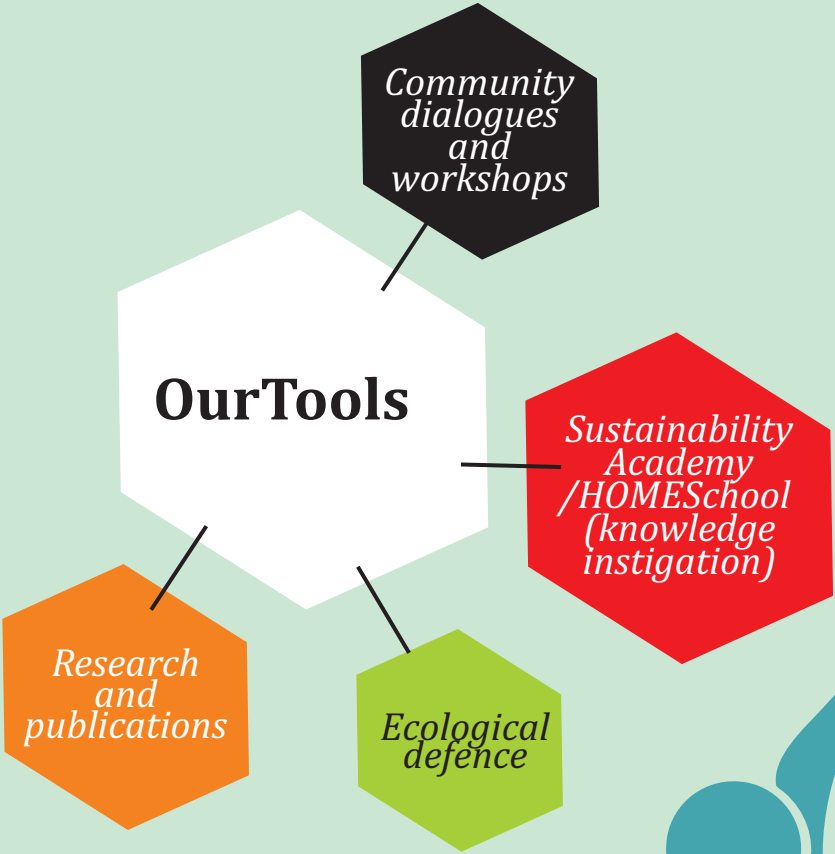 Community
dialogues
and
workshops
OurTools
Sustainability
Academy
/HOMESchool
(knowledge
instigation)
Research
and
publications
Ecological
defence